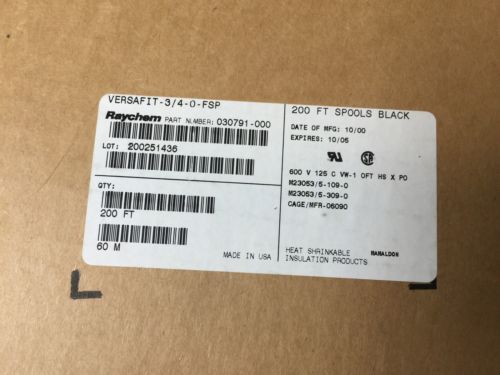 VERSAFIT-3/4-0-FSP
Raychem PART NUMBER: 030791-000
LOT: 200251436
QTY:
200 FT
60 M
MADE IN USA
200 FT SPOOLS BLACK
DATE OF MFG: 10/00
EXPIRES: 10/05
600 V 125 C VW-1 OFT HS X PO
M23053/5-109-0
M23053/5-309-0
CAGE/MFR-06090
HEAT SHRINKABLE
INSULATION PRODUCTS